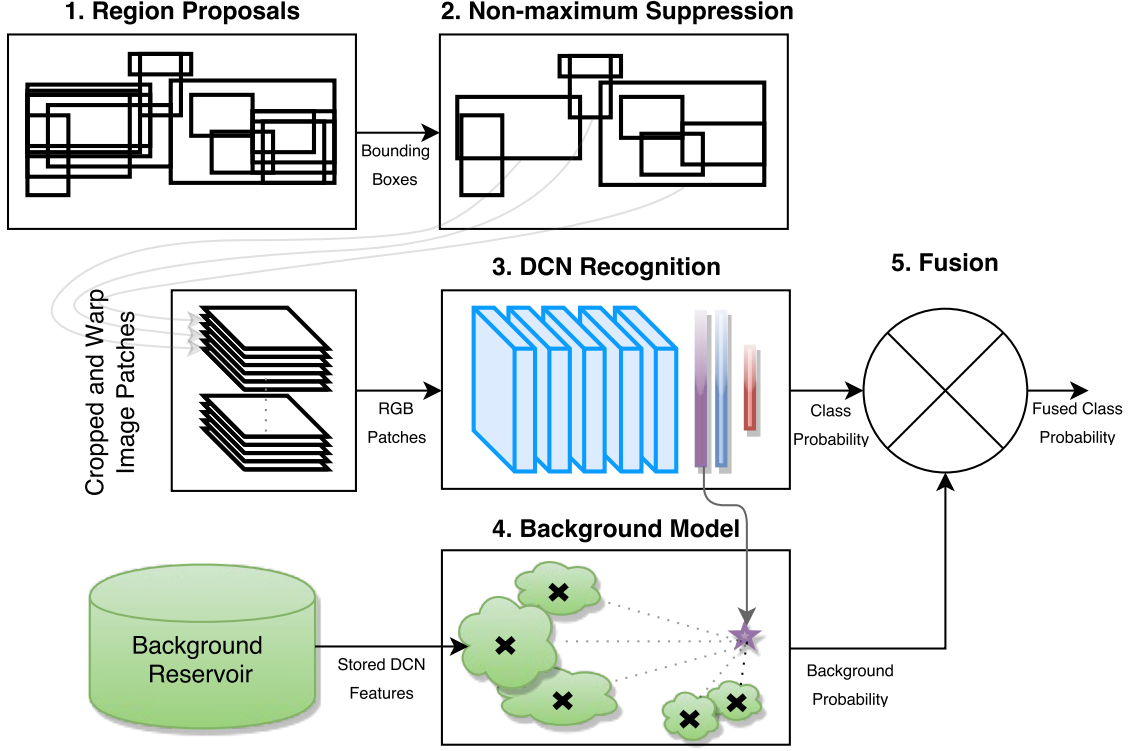 1. Region Proposals
2. Non-maximum Suppression
Bounding
Boxes
3. DCN Recognition
5. Fusion
Cropped and Warp
Image Patches
RGB
Patches
Class
Probability
Fused Class
Probability
4. Background Model
Background
Reservoir
Stored DCN
Features
Background
Probability